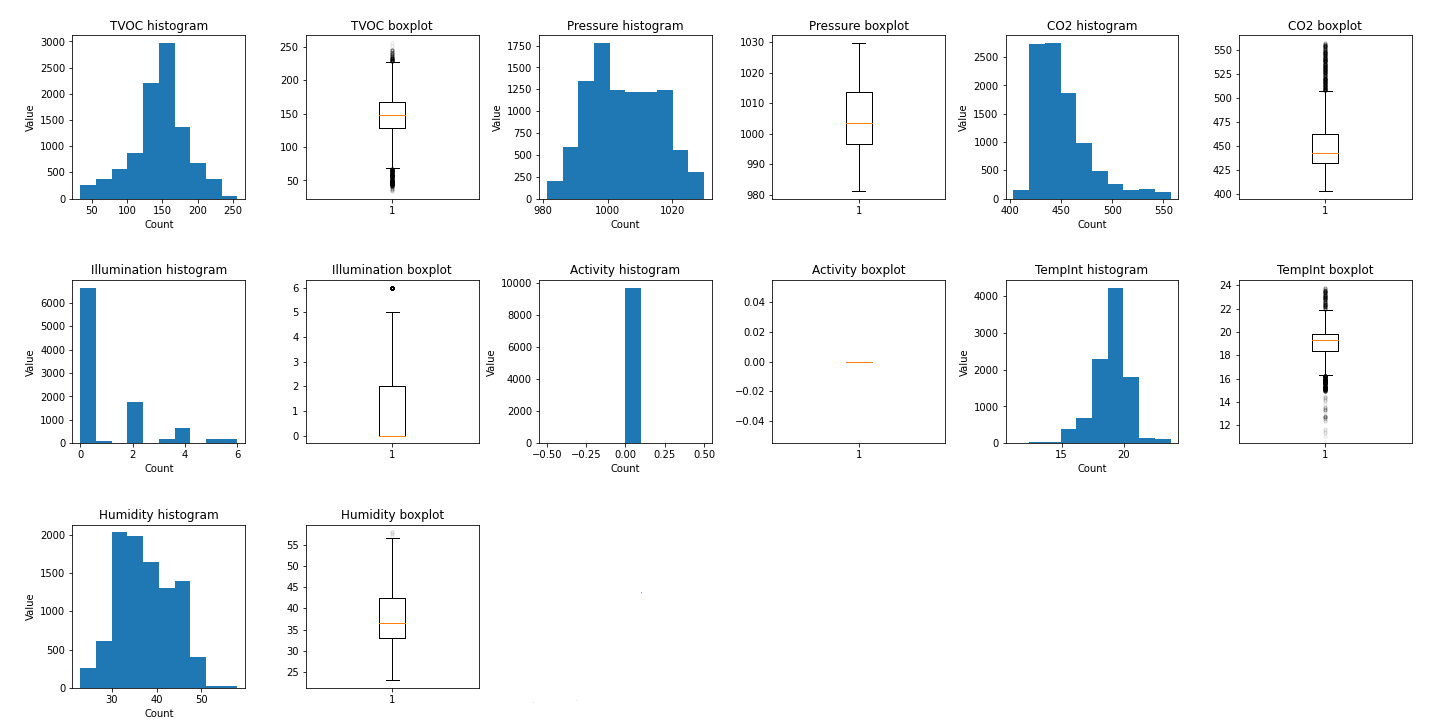 TVOC histogram
3000
2500
2000
1500
1000
500
0
Value
50 100 150 200 250
Count
TVOC boxplot
250
200
150
100
50
1
Pressure histogram
1750
1500
1250
1000
750
500
250
0
Value
980 1000 1020
Count
Pressure boxplot
1030
1020
1010
1000
990
980
1
CO2 histogram
2500
2000
1500
1000
500
0
Value
400 450 500 550
Count
CO2 boxplot
550
525
500
475
450
425
400
1
Illumination histogram
6000
5000
4000
3000
2000
1000
0
Value
0 2 4 6
Count
Illumination boxplot
6
5
4
3
2
1
0
1
Activity histogram
10000
8000
6000
4000
2000
0
Value
−0.50 −0.25 0.00 0.25 0.50
Count
Activity boxplot
0.04
0.02
0.00
−0.02
−0.04
1
TempInt histogram
4000
3000
2000
1000
0
Value
15 20
Count
TempInt boxplot
24
22
20
18
16
14
12
1
Humidity histogram
2000
1500
1000
500
0
Value
30 40 50
Count
Humidity boxplot
55
50
45
40
35
30
25
1